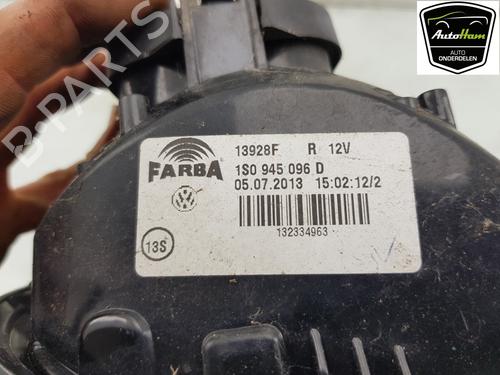 AutoHam
AUTO
ONDERDELEN
B-PARTS
FARBA
13928F R 12V
1S0 945 096 D
05.07.2013 15:02:12/2
132334963
13S